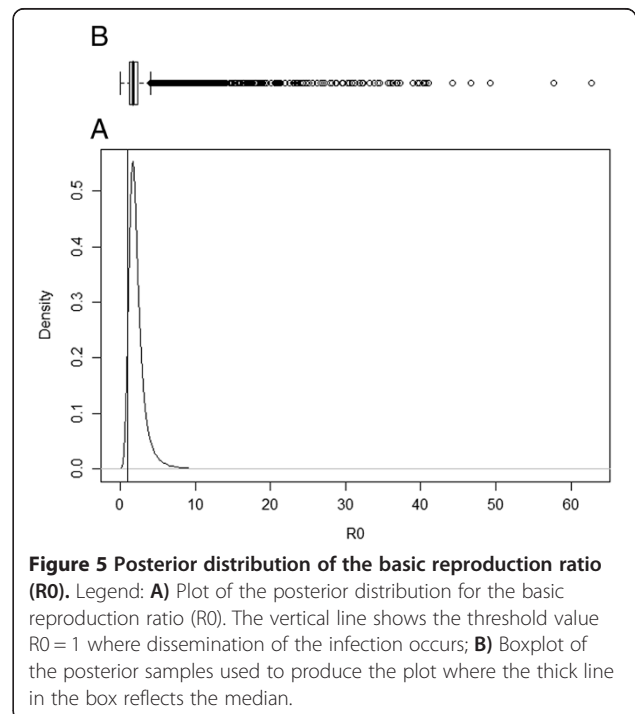 B
A
0.5
0.4
0.3
0.2
0.1
0.0
Density
0 10 20 30 40 50 60
R0
Figure 5 Posterior distribution of the basic reproduction ratio
(R0). Legend: A) Plot of the posterior distribution for the basic
reproduction ratio (R0). The vertical line shows the threshold value
R0 = 1 where dissemination of the infection occurs; B) Boxplot of
the posterior samples used to produce the plot where the thick line
in the box reflects the median.